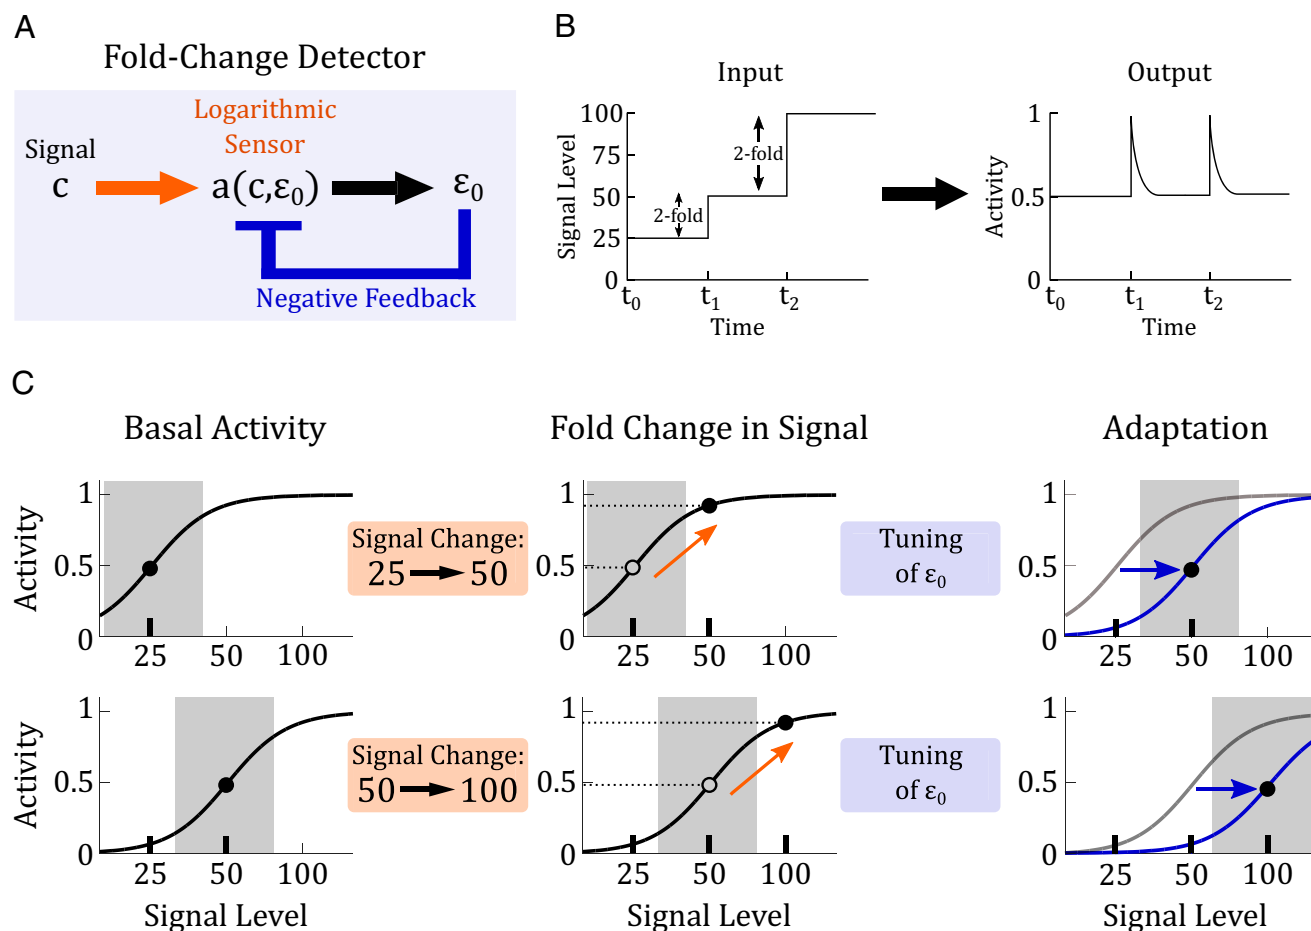 A
Fold-Change Detector
Logarithmic
Sensor
Signal
c
a(c,ε₀)
ε₀
Negative Feedback
B
Input
Signal Level
100
75
50
25
0
2-fold
2-fold
t₀
t₁
t₂
Time
Output
Activity
1
0.5
0
t₀
t₁
t₂
Time
C
Basal Activity
Fold Change in Signal
Adaptation
Activity
1
0.5
0
25
50
100
Signal Change:
25
50
1
0.5
0
25
50
100
Tuning
of ε₀
1
0.5
0
25
50
100
Activity
1
0.5
0
25
50
100
Signal Level
Signal Change:
50
100
1
0.5
0
25
50
100
Signal Level
Tuning
of ε₀
1
0.5
0
25
50
100
Signal Level